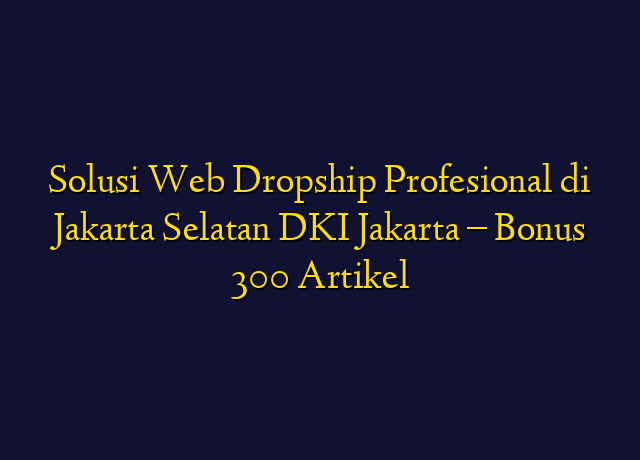 Solusi Web Dropship Profesional di
Jakarta Selatan DKI Jakarta – Bonus
300 Artikel